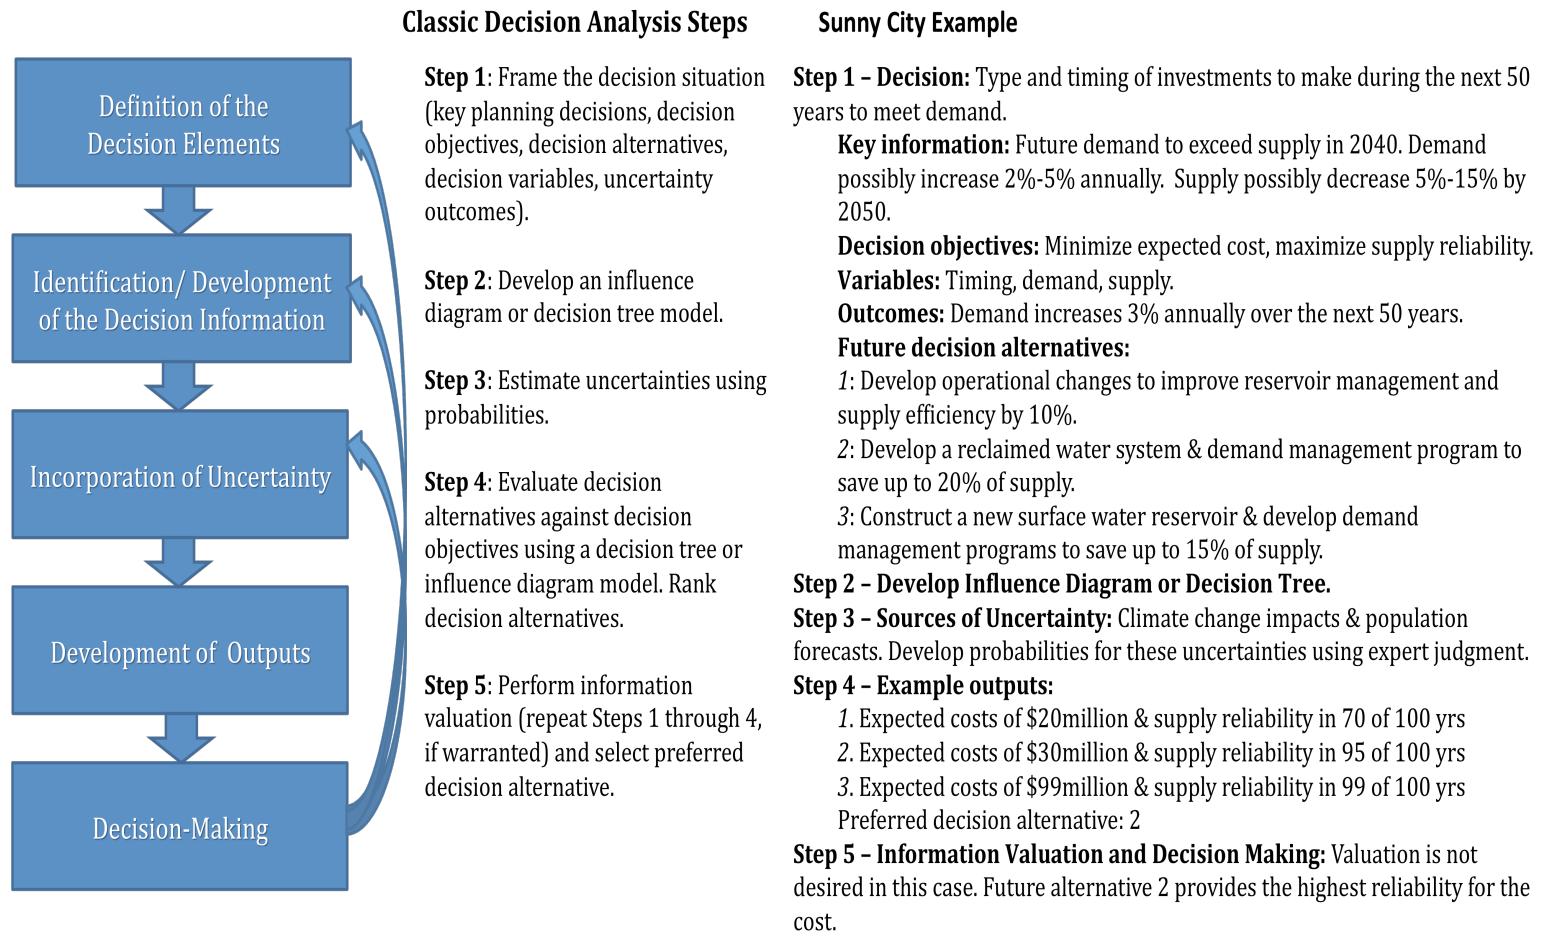 Classic Decision Analysis Steps
Sunny City Example
Definition of the
Decision Elements
Identification/ Development
of the Decision Information
Incorporation of Uncertainty
Development of Outputs
Decision-Making
Step 1: Frame the decision situation
(key planning decisions, decision
objectives, decision alternatives,
decision variables, uncertainty
outcomes).
Step 2: Develop an influence
diagram or decision tree model.
Step 3: Estimate uncertainties using
probabilities.
Step 4: Evaluate decision
alternatives against decision
objectives using a decision tree or
influence diagram model. Rank
decision alternatives.
Step 5: Perform information
valuation (repeat Steps 1 through 4,
if warranted) and select preferred
decision alternative.
Step 1 – Decision: Type and timing of investments to make during the next 50
years to meet demand.
Key information: Future demand to exceed supply in 2040. Demand
possibly increase 2%-5% annually. Supply possibly decrease 5%-15% by
2050.
Decision objectives: Minimize expected cost, maximize supply reliability.
Variables: Timing, demand, supply.
Outcomes: Demand increases 3% annually over the next 50 years.
Future decision alternatives:
1: Develop operational changes to improve reservoir management and
supply efficiency by 10%.
2: Develop a reclaimed water system & demand management program to
save up to 20% of supply.
3: Construct a new surface water reservoir & develop demand
management programs to save up to 15% of supply.
Step 2 – Develop Influence Diagram or Decision Tree.
Step 3 – Sources of Uncertainty: Climate change impacts & population
forecasts. Develop probabilities for these uncertainties using expert judgment.
Step 4 – Example outputs:
1. Expected costs of $20million & supply reliability in 70 of 100 yrs
2. Expected costs of $30million & supply reliability in 95 of 100 yrs
3. Expected costs of $99million & supply reliability in 99 of 100 yrs
Preferred decision alternative: 2
Step 5 – Information Valuation and Decision Making: Valuation is not
desired in this case. Future alternative 2 provides the highest reliability for the
cost.